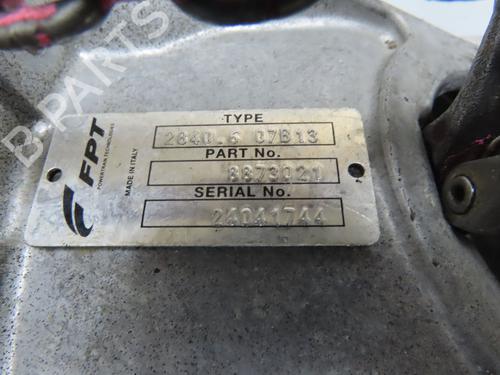 FPT
POWERTRAIN TECHNOLOGIES
MADE IN ITALY
TYPE
2840.6 07B13
PART No.
8873021
SERIAL No.
24041744
B-PARTS